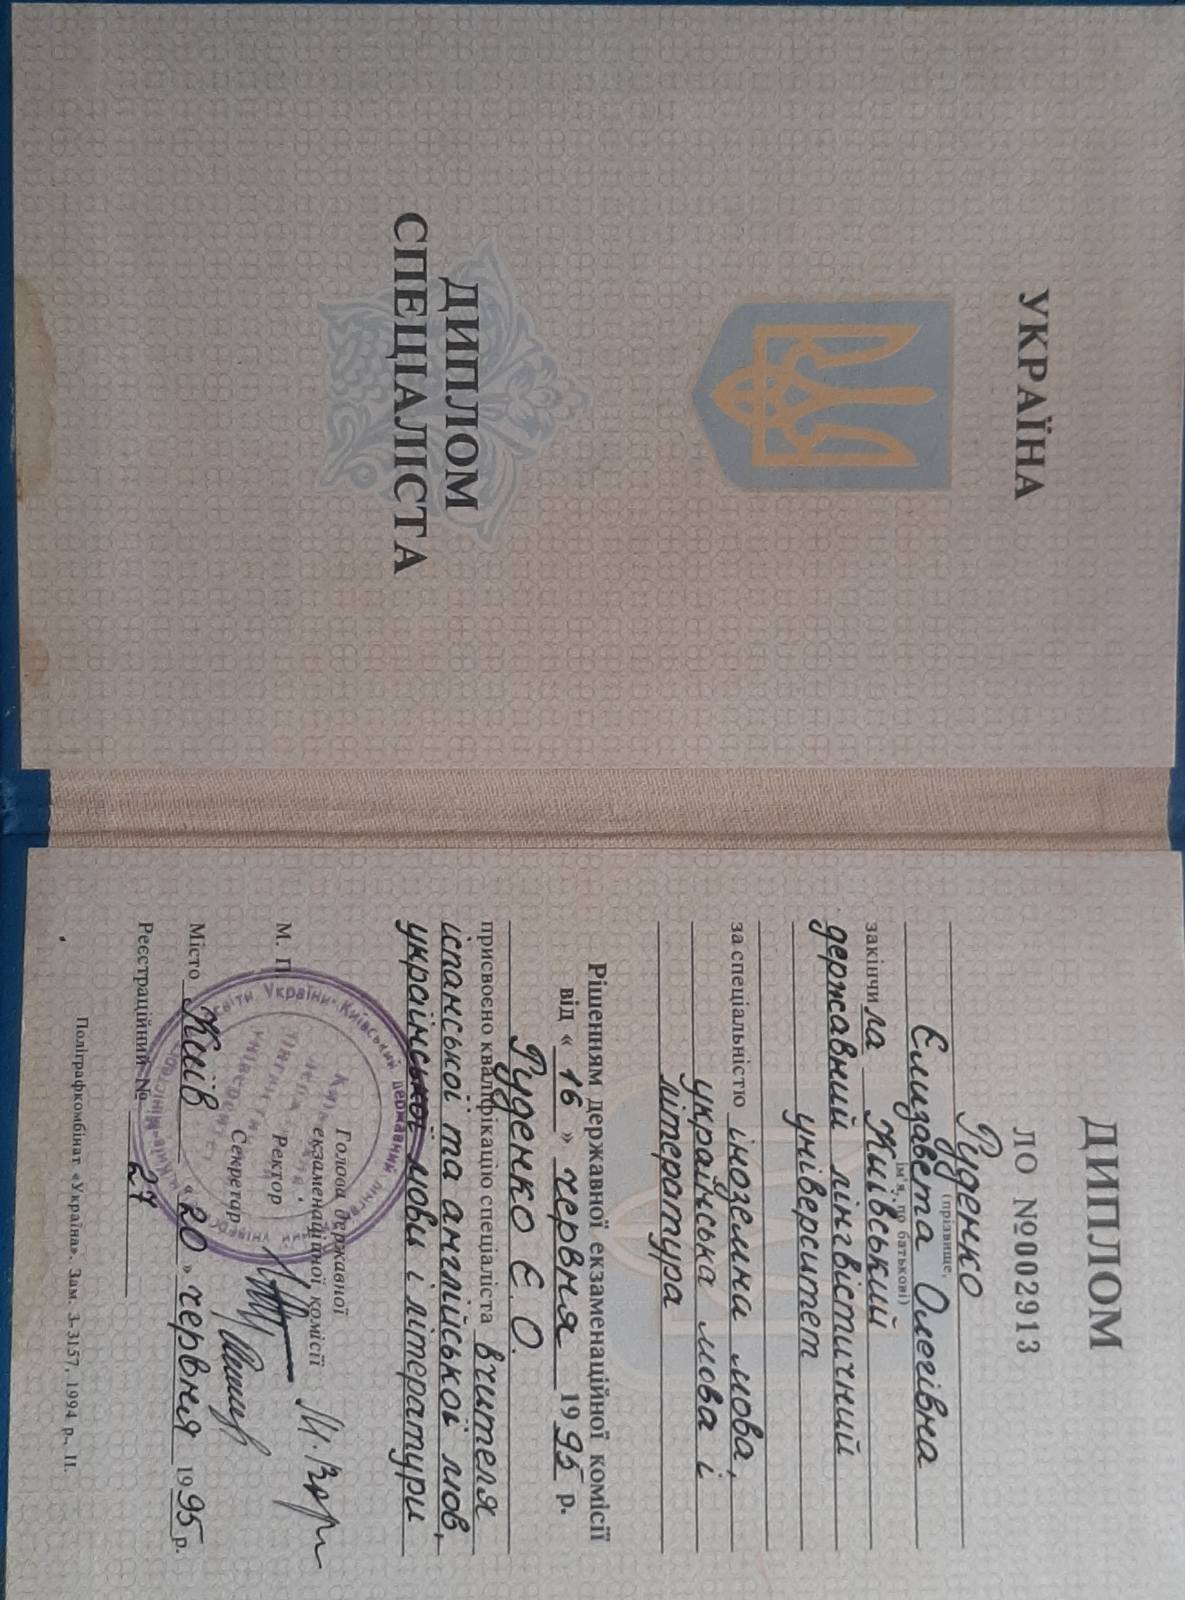 УКРАЇНА
ДИПЛОМ
СПЕЦІАЛІСТА
ДИПЛОМ
ЛО №002913
Руденко
(прізвище,
Єлизавета Олегівна
ім'я, по батькові)
закінчила Київський
державний лінгвістичний
університет
за спеціальністю іноземна мова,
українська мова і
література
Рішенням державної екзаменаційної комісії
від « 16 » червня 1995 р.
Руденко Є. О.
присвоєно кваліфікацію спеціаліста вчителя
іспанської та англійської мов,
української мови і літератури
Голова державної
екзаменаційної комісії
М. П. Ректор
Секретар
Місто Київ « 20 » червня 1995 р.
Реєстраційний № 27
Поліграфкомбінат «Україна». Зам. 3-3157. 1994 р., II.